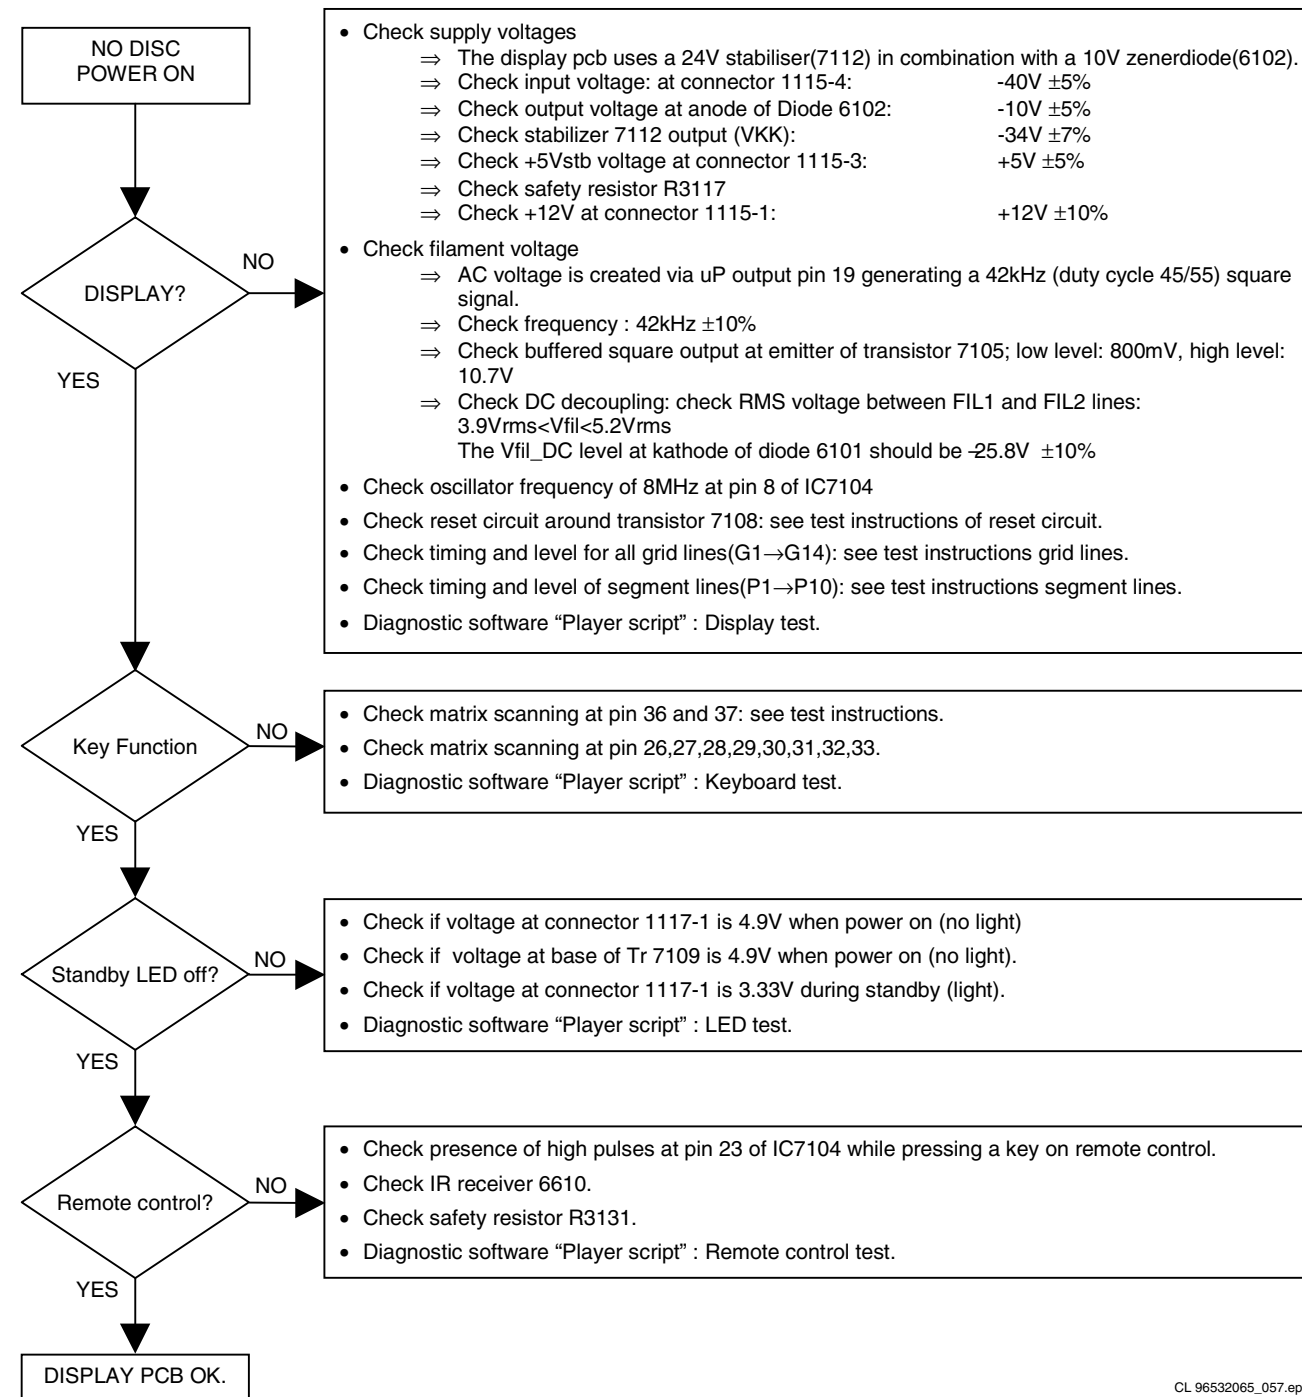 NO DISC
POWER ON
• Check supply voltages
⇒ The display pcb uses a 24V stabiliser(7112) in combination with a 10V zenerdiode(6102).
⇒ Check input voltage: at connector 1115-4: -40V ±5%
⇒ Check output voltage at anode of Diode 6102: -10V ±5%
⇒ Check stabilizer 7112 output (VKK): -34V ±7%
⇒ Check +5Vstb voltage at connector 1115-3: +5V ±5%
⇒ Check safety resistor R3117
⇒ Check +12V at connector 1115-1: +12V ±10%
DISPLAY?
NO
YES
• Check filament voltage
⇒ AC voltage is created via uP output pin 19 generating a 42kHz (duty cycle 45/55) square
signal.
⇒ Check frequency : 42kHz ±10%
⇒ Check buffered square output at emitter of transistor 7105; low level: 800mV, high level:
10.7V
⇒ Check DC decoupling: check RMS voltage between FIL1 and FIL2 lines:
3.9Vrms<Vfil<5.2Vrms
The Vfil_DC level at kathode of diode 6101 should be –25.8V ±10%
• Check oscillator frequency of 8MHz at pin 8 of IC7104
• Check reset circuit around transistor 7108: see test instructions of reset circuit.
• Check timing and level for all grid lines(G1→G14): see test instructions grid lines.
• Check timing and level of segment lines(P1→P10): see test instructions segment lines.
• Diagnostic software “Player script” : Display test.
Key Function
NO
YES
• Check matrix scanning at pin 36 and 37: see test instructions.
• Check matrix scanning at pin 26,27,28,29,30,31,32,33.
• Diagnostic software “Player script” : Keyboard test.
Standby LED off?
NO
YES
• Check if voltage at connector 1117-1 is 4.9V when power on (no light)
• Check if voltage at base of Tr 7109 is 4.9V when power on (no light).
• Check if voltage at connector 1117-1 is 3.33V during standby (light).
• Diagnostic software “Player script” : LED test.
Remote control?
NO
YES
• Check presence of high pulses at pin 23 of IC7104 while pressing a key on remote control.
• Check IR receiver 6610.
• Check safety resistor R3131.
• Diagnostic software “Player script” : Remote control test.
DISPLAY PCB OK.
CL 96532065_057.ep